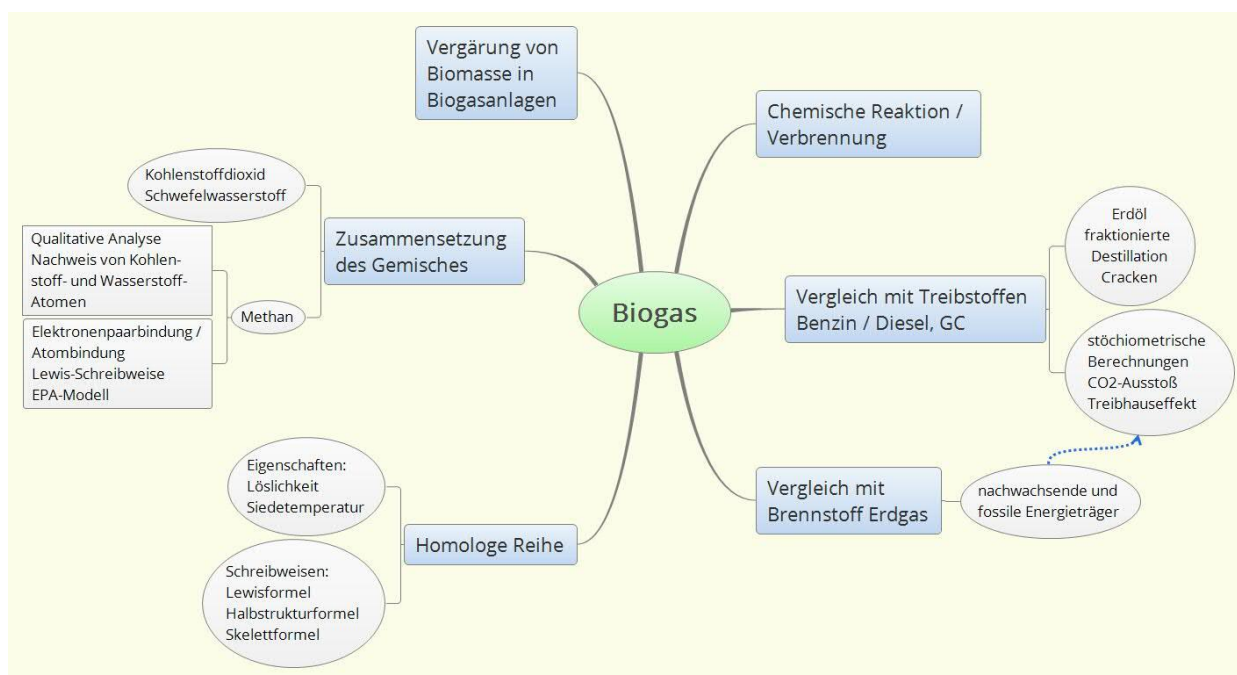 Vergärung von
Biomasse in
Biogasanlagen
Chemische Reaktion /
Verbrennung
Kohlenstoffdioxid
Schwefelwasserstoff
Zusammensetzung
des Gemisches
Qualitative Analyse
Nachweis von Kohlen-
stoff- und Wasserstoff-
Atomen
Methan
Elektronenpaarbindung /
Atombindung
Lewis-Schreibweise
EPA-Modell
Biogas
Vergleich mit Treibstoffen
Benzin / Diesel, GC
Erdöl
fraktionierte
Destillation
Cracken
stöchiometrische
Berechnungen
CO2-Ausstoß
Treibhauseffekt
Vergleich mit
Brennstoff Erdgas
nachwachsende und
fossile Energieträger
Eigenschaften:
Löslichkeit
Siedetemperatur
Homologe Reihe
Schreibweisen:
Lewisformel
Halbstrukturformel
Skelettformel